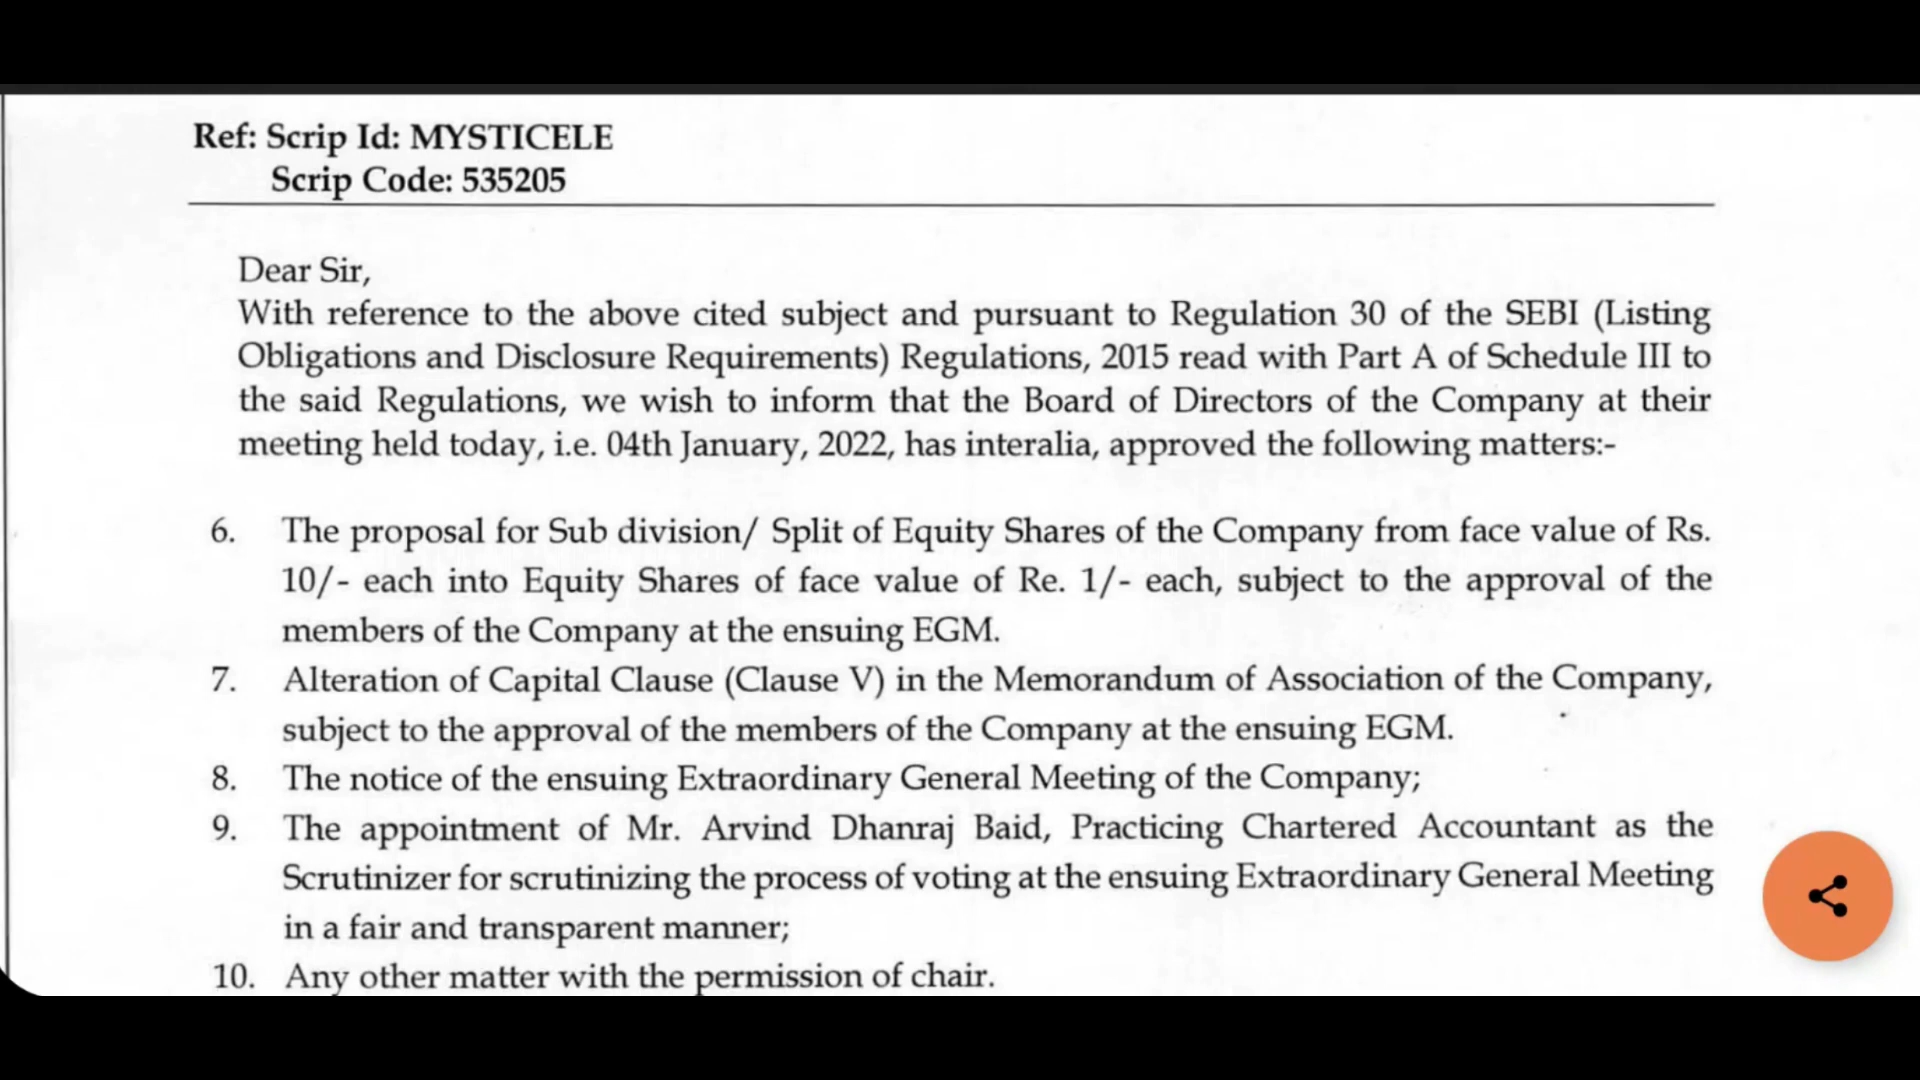 Ref: Scrip Id: MYSTICELE
Scrip Code: 535205
Dear Sir,
With reference to the above cited subject and pursuant to Regulation 30 of the SEBI (Listing
Obligations and Disclosure Requirements) Regulations, 2015 read with Part A of Schedule III to
the said Regulations, we wish to inform that the Board of Directors of the Company at their
meeting held today, i.e. 04th January, 2022, has interalia, approved the following matters:-
6. The proposal for Sub division/ Split of Equity Shares of the Company from face value of Rs.
10/- each into Equity Shares of face value of Re. 1/- each, subject to the approval of the
members of the Company at the ensuing EGM.
7. Alteration of Capital Clause (Clause V) in the Memorandum of Association of the Company,
subject to the approval of the members of the Company at the ensuing EGM.
8. The notice of the ensuing Extraordinary General Meeting of the Company;
9. The appointment of Mr. Arvind Dhanraj Baid, Practicing Chartered Accountant as the
Scrutinizer for scrutinizing the process of voting at the ensuing Extraordinary General Meeting
in a fair and transparent manner;
10. Any other matter with the permission of chair.